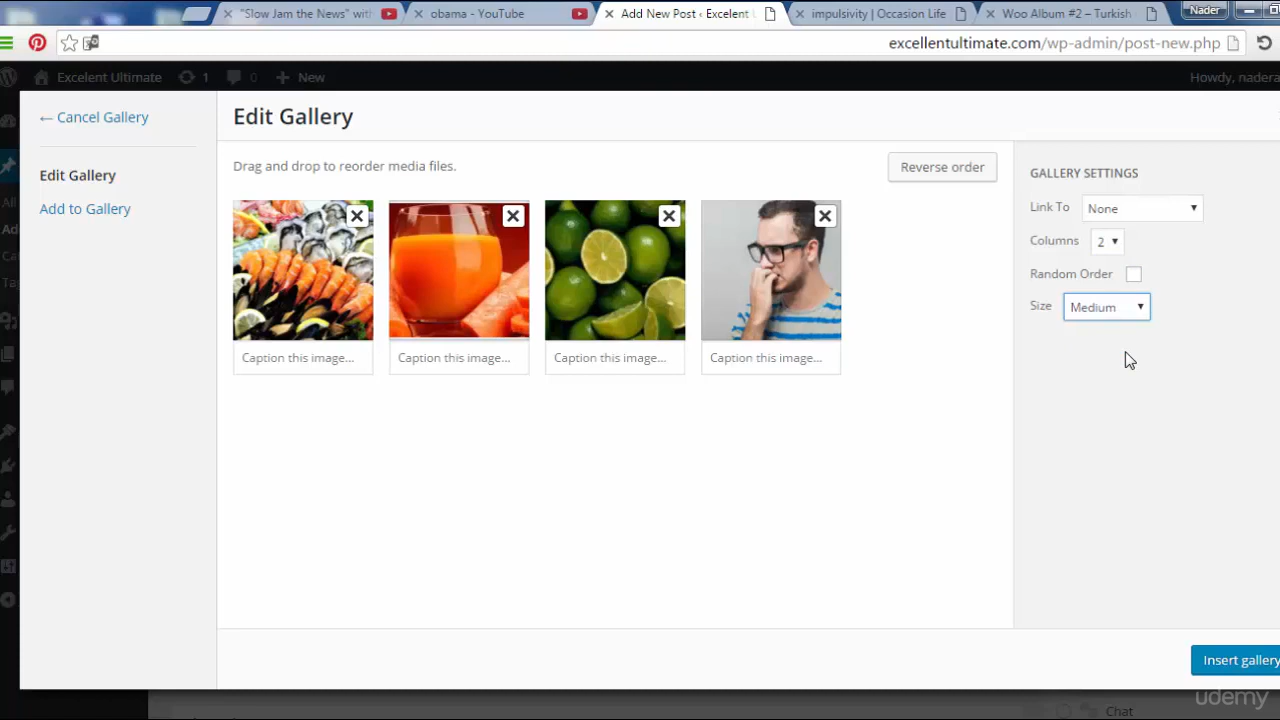 "Slow Jam the News" with
obama - YouTube
Add New Post ‹ Excelent U
impulsivity | Occasion Life
Woo Album #2 – Turkish
Nader
excellentultimate.com/wp-admin/post-new.php
Excelent Ultimate
1
0
New
Howdy, nadera
← Cancel Gallery
Edit Gallery
Add to Gallery
Edit Gallery
Drag and drop to reorder media files.
Reverse order
Caption this image...
Caption this image...
Caption this image...
Caption this image...
GALLERY SETTINGS
Link To None
Columns 2
Random Order
Size Medium
Insert gallery
Chat
udemy